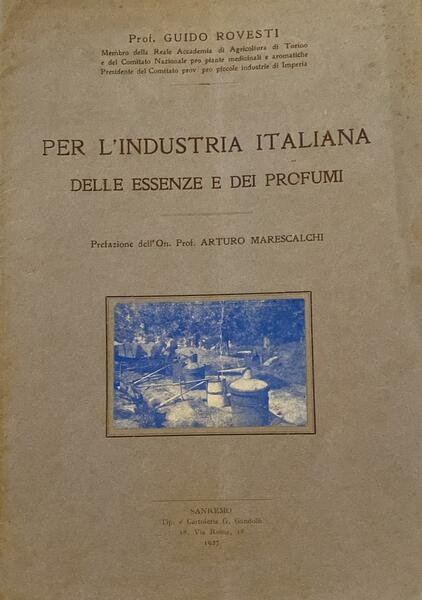 Prof. GUIDO ROVESTI
Membro della Reale Accademia di Agricoltura di Torino
e del Comitato Nazionale pro piante medicinali e aromatiche
Presidente del Comitato prov. pro piccole industrie di Imperia
PER L'INDUSTRIA ITALIANA
DELLE ESSENZE E DEI PROFUMI
Prefazione dell'On. Prof. ARTURO MARESCALCHI
SANREMO
Tip. e Cartoleria G. Gandolfi
18, Via Roma, 18
1927